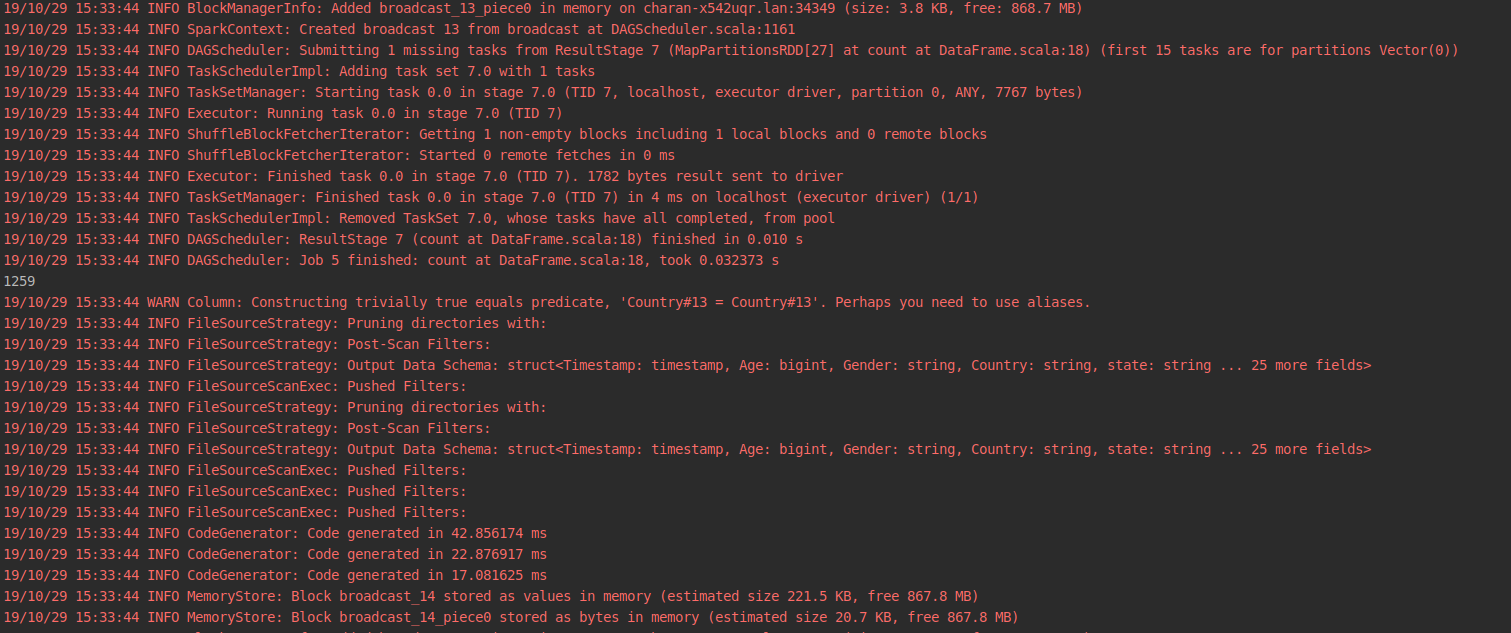 19/10/29 15:33:44 INFO BlockManagerInfo: Added broadcast_13_piece0 in memory on charan-x542uqr.lan:34349 (size: 3.8 KB, free: 868.7 MB)
19/10/29 15:33:44 INFO SparkContext: Created broadcast 13 from broadcast at DAGScheduler.scala:1161
19/10/29 15:33:44 INFO DAGScheduler: Submitting 1 missing tasks from ResultStage 7 (MapPartitionsRDD[27] at count at DataFrame.scala:18) (first 15 tasks are for partitions Vector(0))
19/10/29 15:33:44 INFO TaskSchedulerImpl: Adding task set 7.0 with 1 tasks
19/10/29 15:33:44 INFO TaskSetManager: Starting task 0.0 in stage 7.0 (TID 7, localhost, executor driver, partition 0, ANY, 7767 bytes)
19/10/29 15:33:44 INFO Executor: Running task 0.0 in stage 7.0 (TID 7)
19/10/29 15:33:44 INFO ShuffleBlockFetcherIterator: Getting 1 non-empty blocks including 1 local blocks and 0 remote blocks
19/10/29 15:33:44 INFO ShuffleBlockFetcherIterator: Started 0 remote fetches in 0 ms
19/10/29 15:33:44 INFO Executor: Finished task 0.0 in stage 7.0 (TID 7). 1782 bytes result sent to driver
19/10/29 15:33:44 INFO TaskSetManager: Finished task 0.0 in stage 7.0 (TID 7) in 4 ms on localhost (executor driver) (1/1)
19/10/29 15:33:44 INFO TaskSchedulerImpl: Removed TaskSet 7.0, whose tasks have all completed, from pool
19/10/29 15:33:44 INFO DAGScheduler: ResultStage 7 (count at DataFrame.scala:18) finished in 0.010 s
19/10/29 15:33:44 INFO DAGScheduler: Job 5 finished: count at DataFrame.scala:18, took 0.032373 s
1259
19/10/29 15:33:44 WARN Column: Constructing trivially true equals predicate, 'Country#13 = Country#13'. Perhaps you need to use aliases.
19/10/29 15:33:44 INFO FileSourceStrategy: Pruning directories with:
19/10/29 15:33:44 INFO FileSourceStrategy: Post-Scan Filters:
19/10/29 15:33:44 INFO FileSourceStrategy: Output Data Schema: struct<Timestamp: timestamp, Age: bigint, Gender: string, Country: string, state: string ... 25 more fields>
19/10/29 15:33:44 INFO FileSourceScanExec: Pushed Filters:
19/10/29 15:33:44 INFO FileSourceStrategy: Pruning directories with:
19/10/29 15:33:44 INFO FileSourceStrategy: Post-Scan Filters:
19/10/29 15:33:44 INFO FileSourceStrategy: Output Data Schema: struct<Timestamp: timestamp, Age: bigint, Gender: string, Country: string, state: string ... 25 more fields>
19/10/29 15:33:44 INFO FileSourceScanExec: Pushed Filters:
19/10/29 15:33:44 INFO FileSourceScanExec: Pushed Filters:
19/10/29 15:33:44 INFO FileSourceScanExec: Pushed Filters:
19/10/29 15:33:44 INFO CodeGenerator: Code generated in 42.856174 ms
19/10/29 15:33:44 INFO CodeGenerator: Code generated in 22.876917 ms
19/10/29 15:33:44 INFO CodeGenerator: Code generated in 17.081625 ms
19/10/29 15:33:44 INFO MemoryStore: Block broadcast_14 stored as values in memory (estimated size 221.5 KB, free 867.8 MB)
19/10/29 15:33:44 INFO MemoryStore: Block broadcast_14_piece0 stored as bytes in memory (estimated size 20.7 KB, free 867.8 MB)